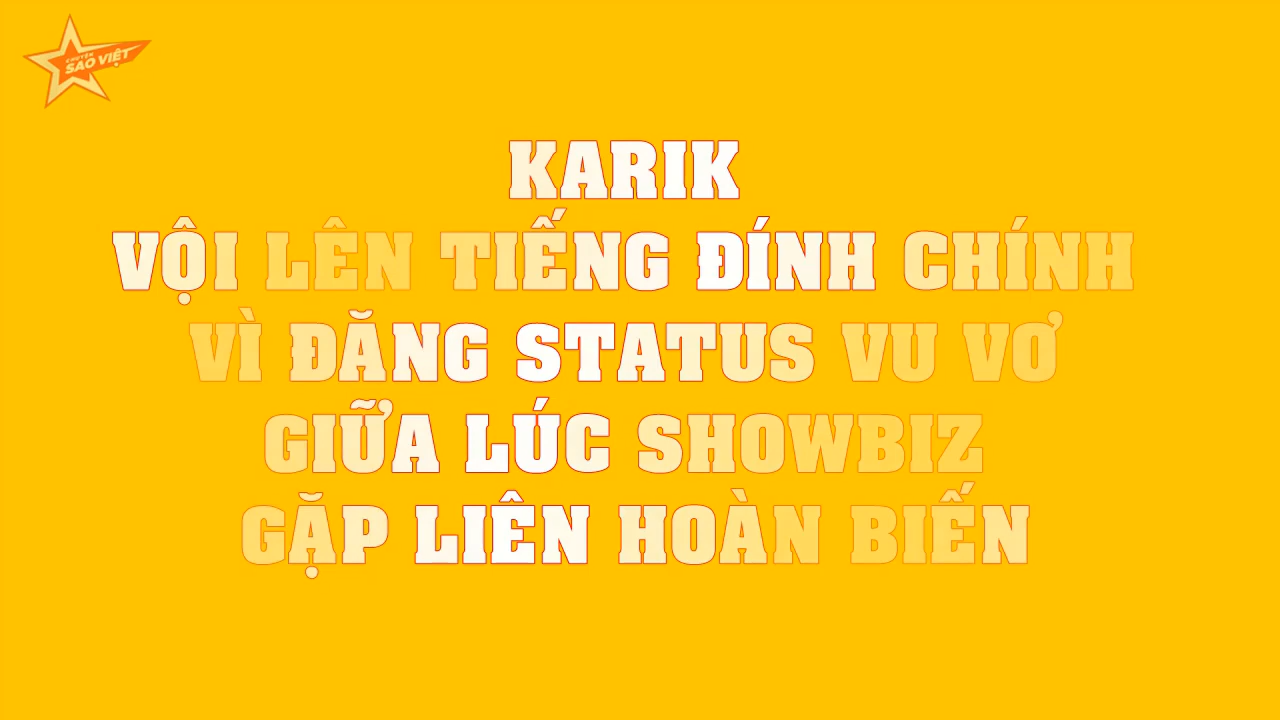 CHUYỆN
SAO VIỆT
KARIK
VỘI LÊN TIẾNG ĐÍNH CHÍNH
VÌ ĐĂNG STATUS VU VƠ
GIỮA LÚC SHOWBIZ
GẶP LIÊN HOÀN BIẾN